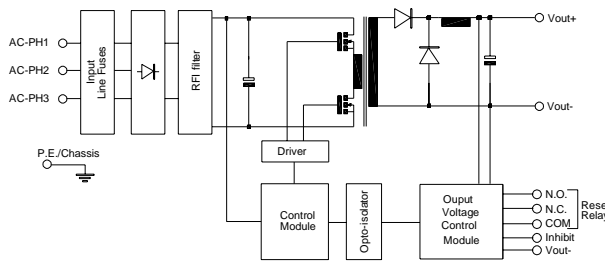 AC-PH1
AC-PH2
AC-PH3
Input
Line Fuses
RFI filter
Vout+
Vout-
P.E./Chassis
Driver
Control
Module
Opto-isolator
Ouput
Voltage
Control
Module
N.O.
N.C.
COM
Inhibit
Vout-
Rese
Relay